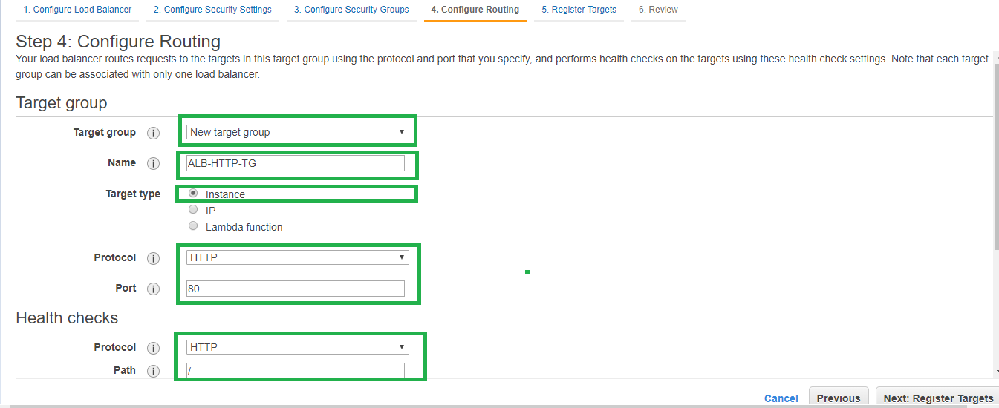 1. Configure Load Balancer 2. Configure Security Settings 3. Configure Security Groups 4. Configure Routing 5. Register Targets 6. Review
Step 4: Configure Routing
Your load balancer routes requests to the targets in this target group using the protocol and port that you specify, and performs health checks on the targets using these health check settings. Note that each target
group can be associated with only one load balancer.
Target group
Target group i New target group
Name i ALB-HTTP-TG
Target type Instance
IP
Lambda function
Protocol i HTTP
Port i 80
Health checks
Protocol i HTTP
Path i /
Cancel Previous Next: Register Targets